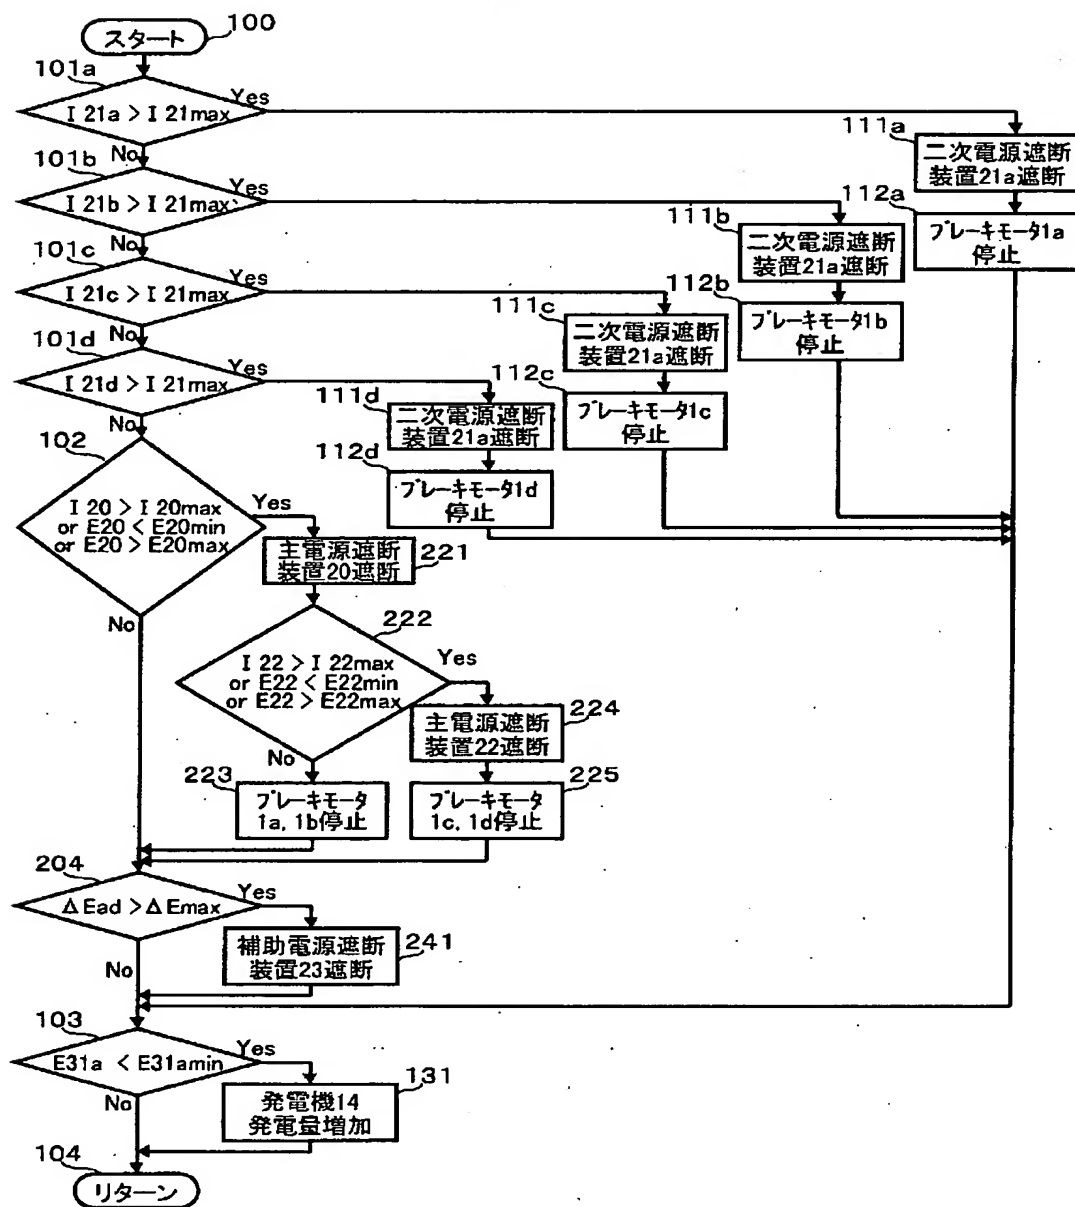 スタート
100
101a
I 21a > I 21max
Yes
No
111a
二次電源遮断
装置21a遮断
112a
ブレーキモータ1a
停止
101b
I 21b > I 21max
Yes
No
111b
二次電源遮断
装置21a遮断
112b
ブレーキモータ1b
停止
101c
I 21c > I 21max
Yes
No
111c
二次電源遮断
装置21a遮断
112c
ブレーキモータ1c
停止
101d
I 21d > I 21max
Yes
No
111d
二次電源遮断
装置21a遮断
112d
ブレーキモータ1d
停止
102
I 20 > I 20max
or E20 < E20min
or E20 > E20max
Yes
No
主電源遮断
装置20遮断
221
222
I 22 > I 22max
or E22 < E22min
or E22 > E22max
Yes
No
主電源遮断
装置22遮断
224
223
ブレーキモータ
1a, 1b停止
225
ブレーキモータ
1c, 1d停止
204
ΔEad > ΔEmax
Yes
No
補助電源遮断
装置23遮断
241
103
E31a < E31amin
Yes
No
発電機14
発電量増加
131
104
リターン